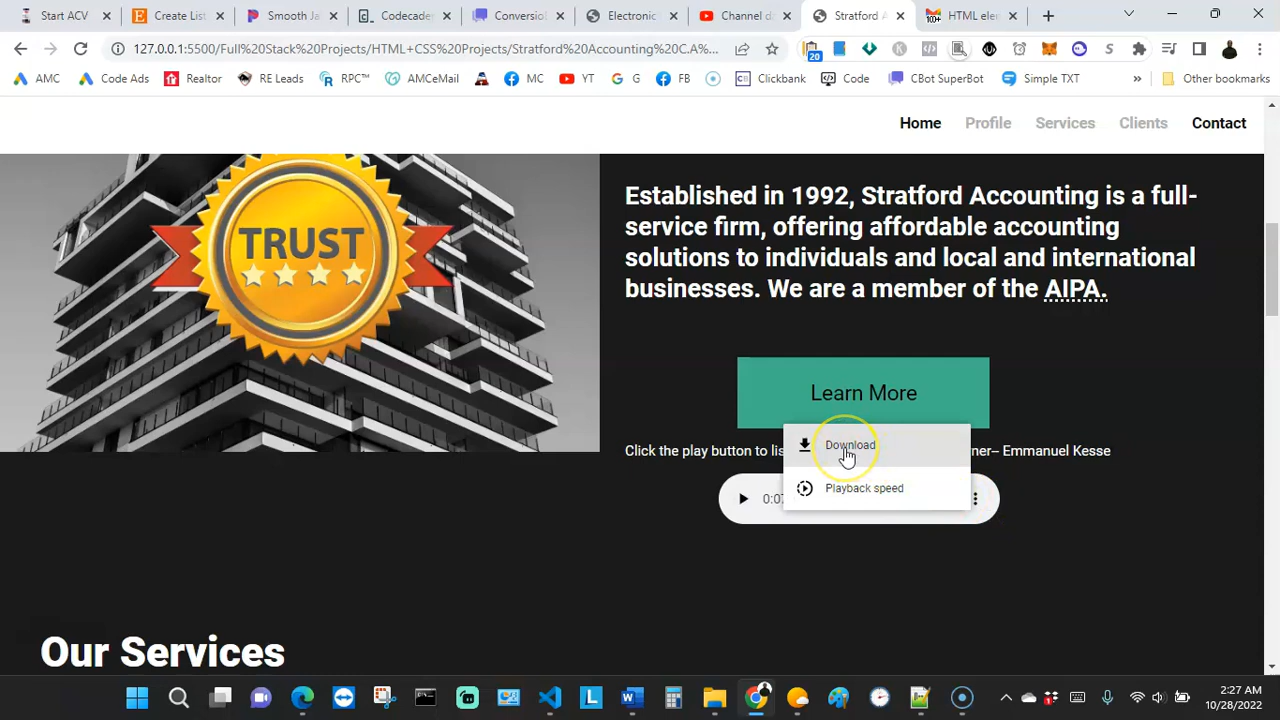 Start ACV
Create List
Smooth Ja
Codecade
Conversio
Electronic
Channel d
Stratford A
HTML ele
127.0.0.1:5500/Full%20Stack%20Projects/HTML+CSS%20Projects/Stratford%20Accounting%20C.A%...
20
100+
AMC
Code Ads
Realtor
RE Leads
RPC™
AMCeMail
MC
YT
G
FB
Clickbank
Code
CBot SuperBot
Simple TXT
»
Other bookmarks
Home Profile Services Clients Contact
TRUST
Established in 1992, Stratford Accounting is a full-
service firm, offering affordable accounting
solutions to individuals and local and international
businesses. We are a member of the AIPA.
Learn More
Download
Click the play button to lis
ner– Emmanuel Kesse
Playback speed
0:07
Our Services
2:27 AM
10/28/2022